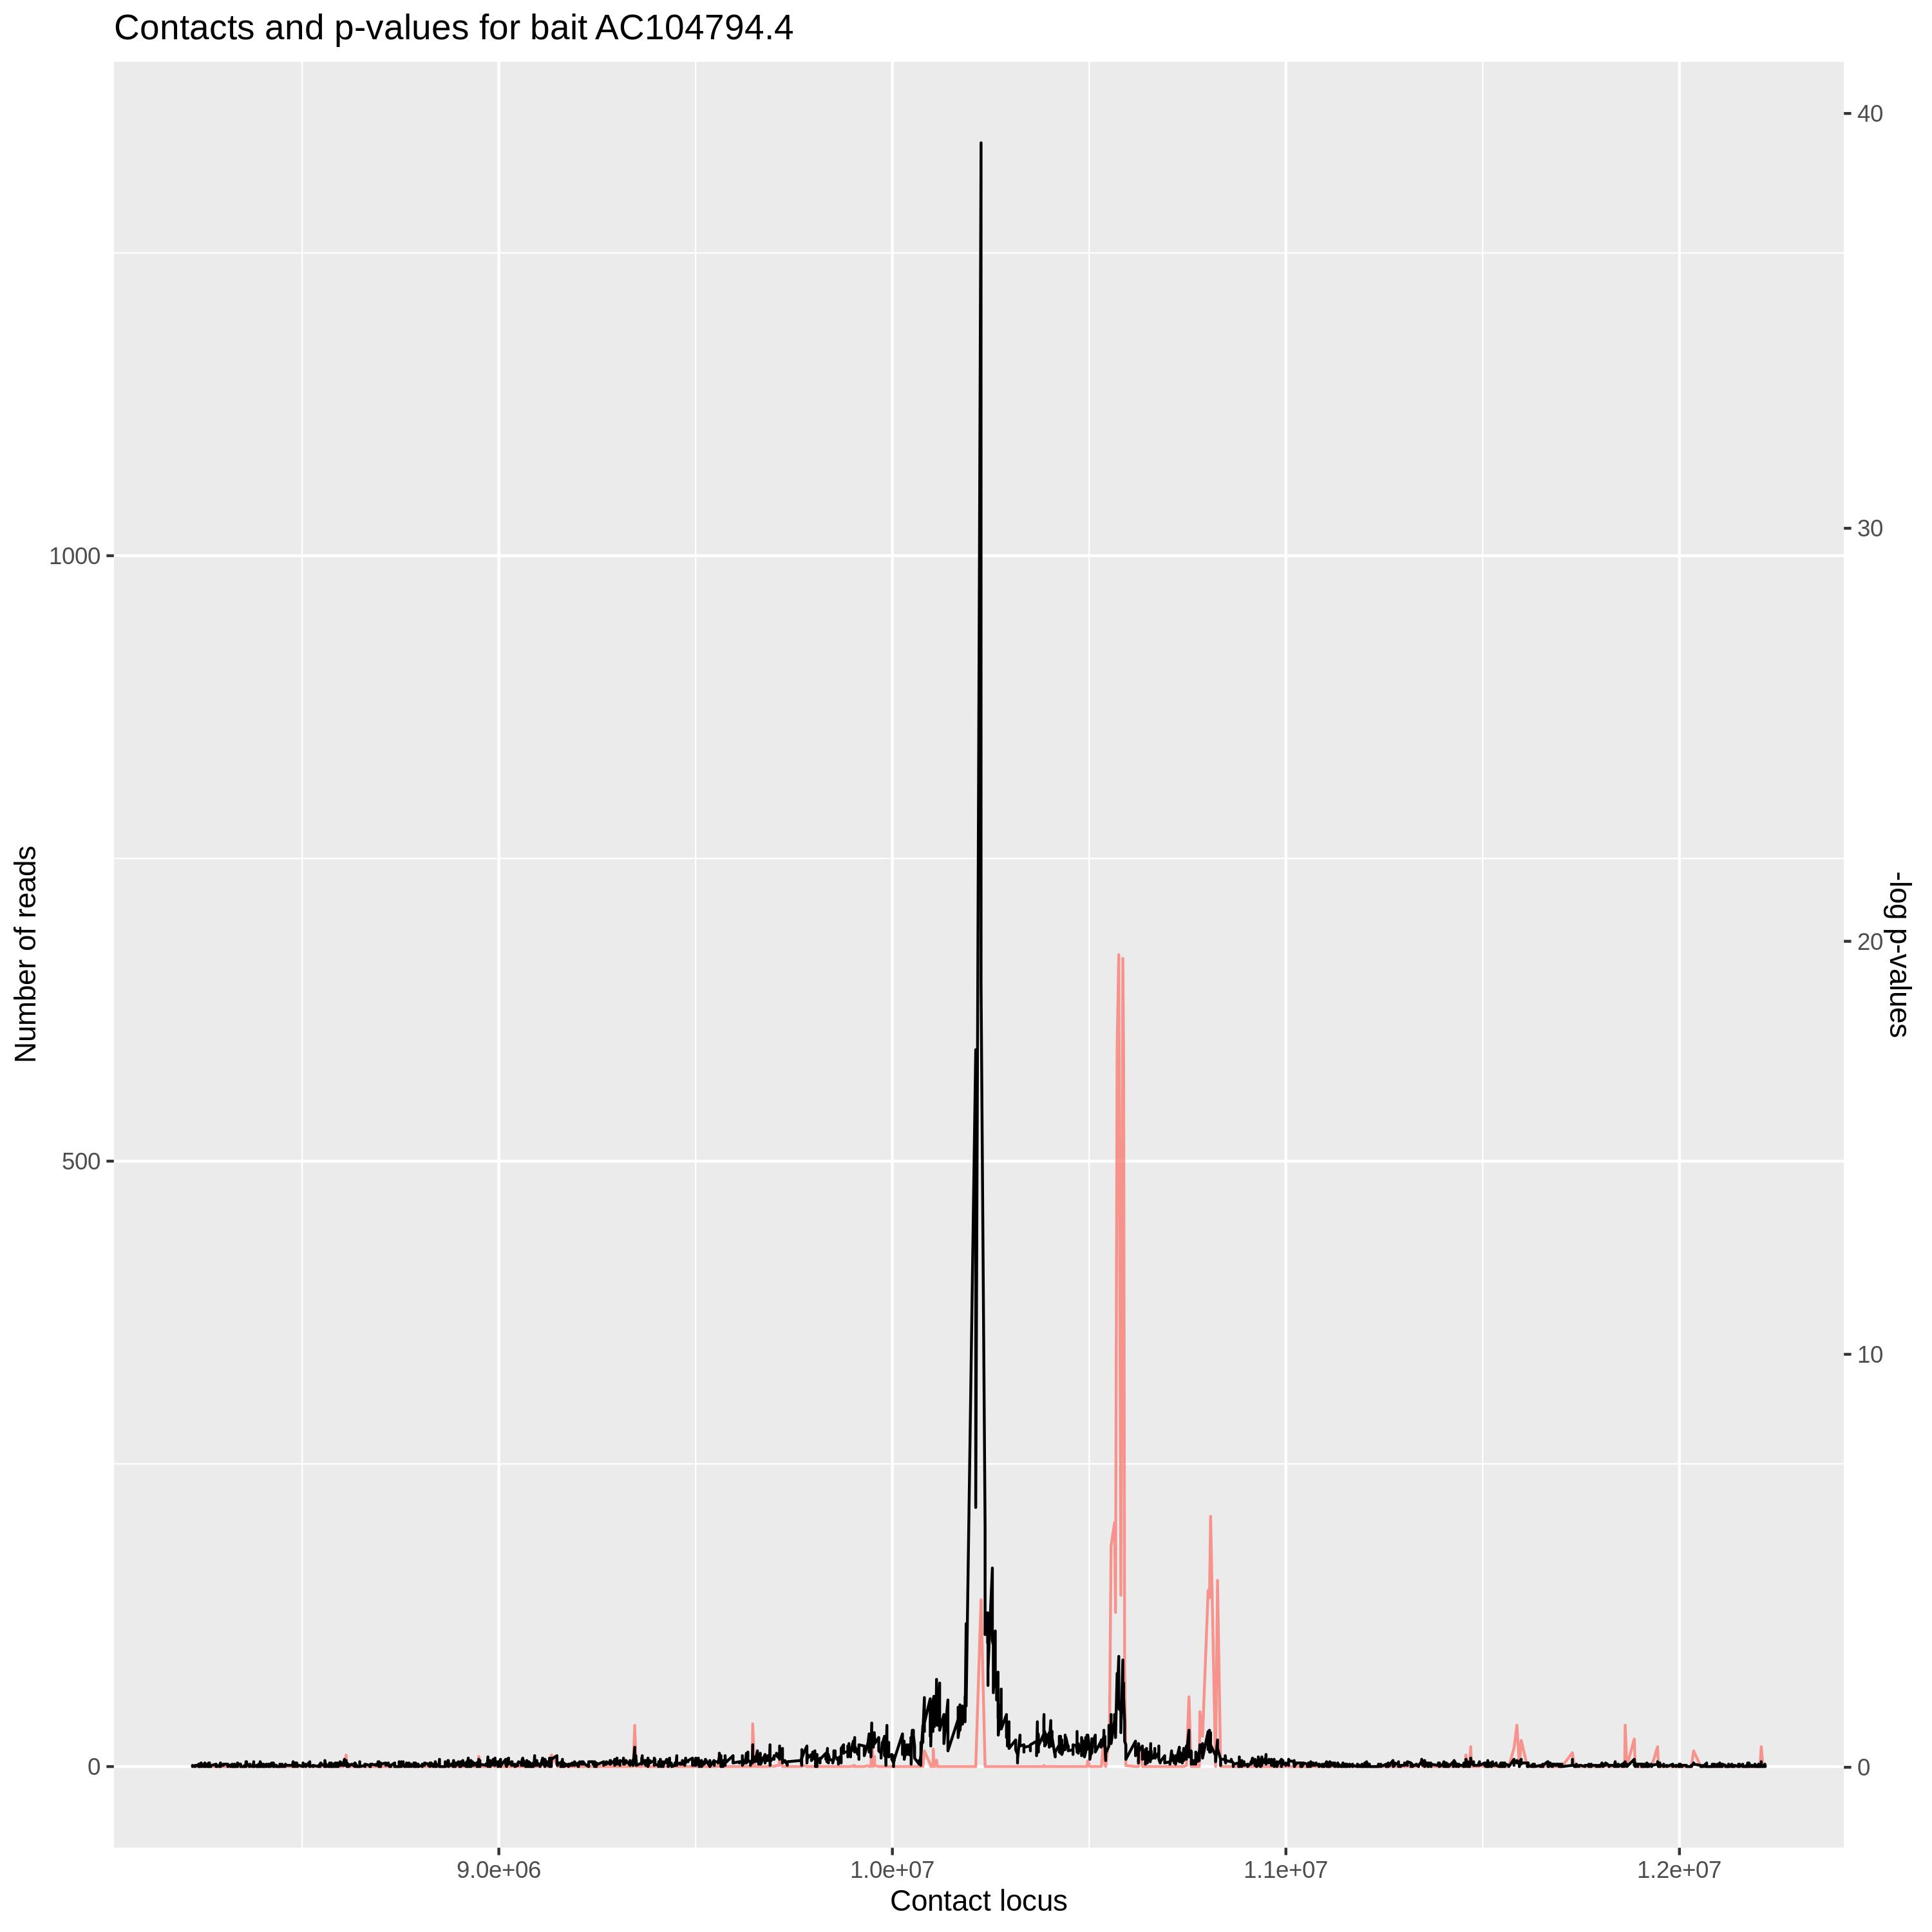 Contacts and p-values for bait AC104794.4
40
30
20
10
0
1000
500
0
Number of reads
-log p-values
9.0e+06
1.0e+07
1.1e+07
1.2e+07
Contact locus